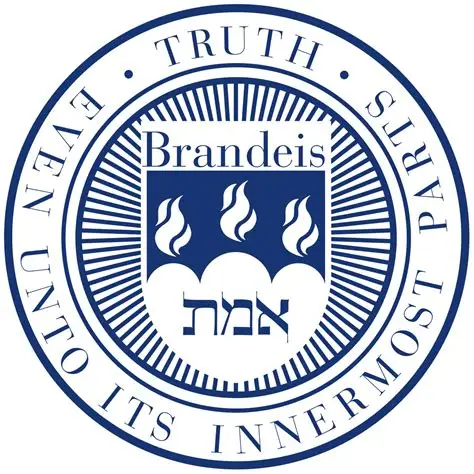 TRUTH · EVEN UNTO ITS INNERMOST PARTS ·
Brandeis
אמת